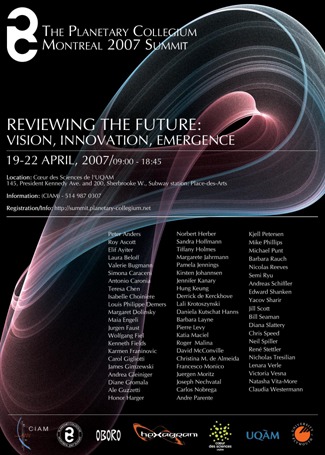 The Planetary Collegium
Montreal 2007 Summit
Reviewing the Future:
Vision, Innovation, Emergence
19-22 April, 2007/09:00 - 18:45
Location: Cœur des Sciences de l'UQAM
145, President Kennedy Ave. and 200, Sherbrooke W., Subway station: Place-des-Arts
Information: (CIAM) - 514 987 0307
Registration/Info: http://summit.planetary-collegium.net
Peter Anders
Roy Ascott
Elif Ayiter
Laura Beloff
Valerie Bugmann
Simona Caraceni
Antonio Caronia
Teresa Chen
Isabelle Choiniere
Louis Philippe Demers
Margaret Dolinsky
Maia Engeli
Jurgen Faust
Wolfgang Fiel
Kenneth Fields
Karmen Franinovic
Carol Gigliotti
James Gimzewski
Andrea Gleiniger
Diane Gromala
Ale Guzzetti
Honor Harger
Norbert Herber
Sandra Hoffmann
Tiffany Holmes
Margarete Jahrmann
Pamela Jennings
Kirsten Johannsen
Jennifer Kanary
Hung Keung
Derrick de Kerckhove
Lali Krotoszynski
Daniela Kutschat Hanns
Barbara Layne
Pierre Levy
Katia Maciel
Roger Malina
David McConville
Christina M. de Almeida
Francesco Monico
Juergen Moritz
Joseph Nechvatal
Carlos Nobrega
Andre Parente
Kjell Petersen
Mike Phillips
Michael Punt
Barbara Rauch
Nicolas Reeves
Semi Ryu
Andreas Schiffler
Edward Shanken
Yacov Sharir
Jill Scott
Bill Seaman
Diana Slattery
Chris Speed
Neil Spiller
René Stettler
Nicholas Tresilian
Lenara Verle
Victoria Vesna
Natasha Vita-More
Claudia Westermann
CIAM
OBORO
hexagram
cœur
des sciences
UQÀM